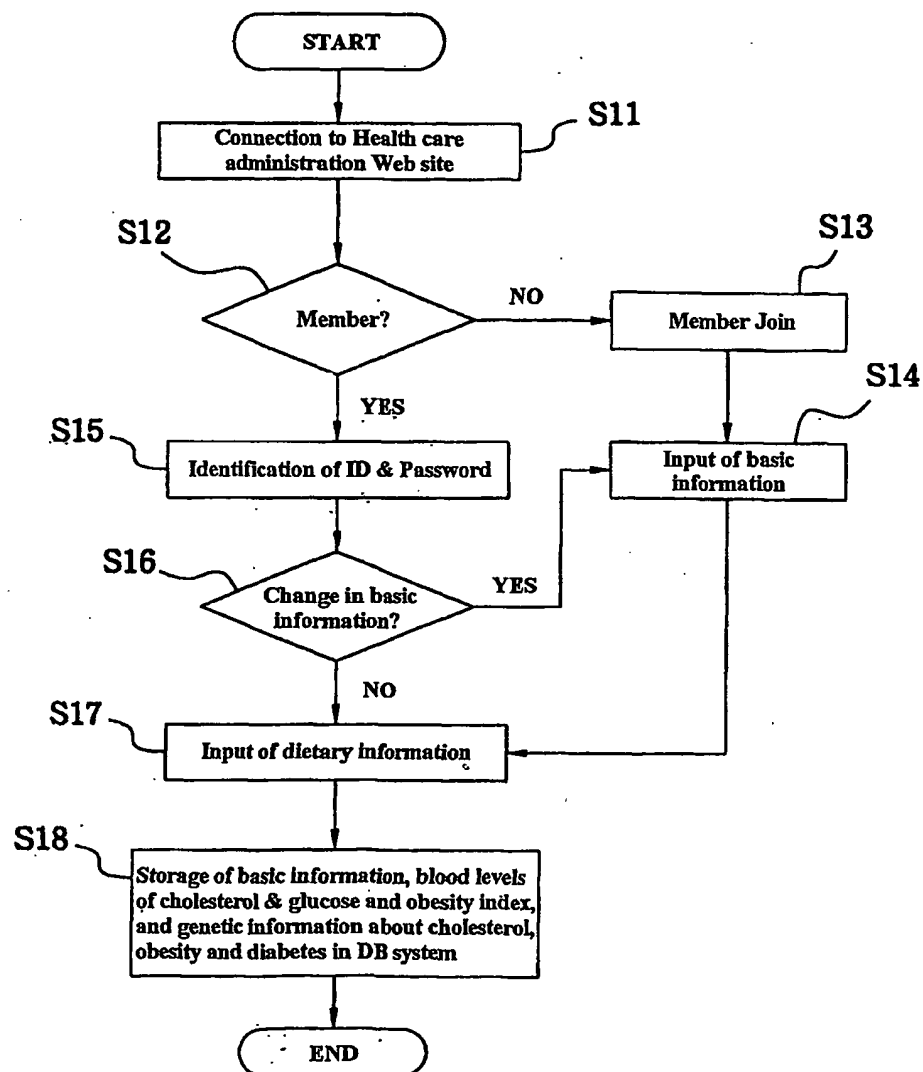 START
S11
Connection to Health care
administration Web site
S12
S13
Member?
NO
Member Join
YES
S14
S15
Identification of ID & Password
Input of basic
information
S16
Change in basic
information?
YES
NO
S17
Input of dietary information
S18
Storage of basic information, blood levels
of cholesterol & glucose and obesity index,
and genetic information about cholesterol,
obesity and diabetes in DB system
END